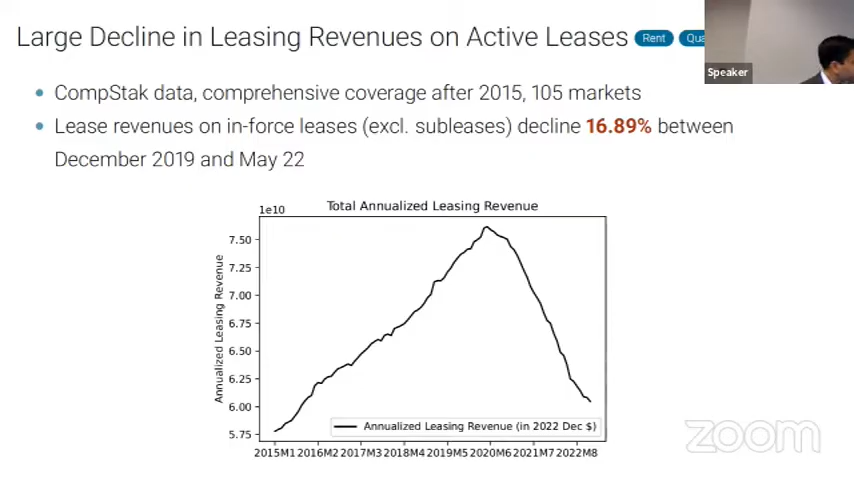 Large Decline in Leasing Revenues on Active Leases
Rent
Speaker
CompStak data, comprehensive coverage after 2015, 105 markets
Lease revenues on in-force leases (excl. subleases) decline 16.89% between
December 2019 and May 22
Total Annualized Leasing Revenue
1e10
7.50
7.25
7.00
6.75
6.50
6.25
6.00
5.75
Annualized Leasing Revenue
Annualized Leasing Revenue (in 2022 Dec $)
2015M1 2016M2 2017M3 2018M4 2019M5 2020M6 2021M7 2022M8
zoom